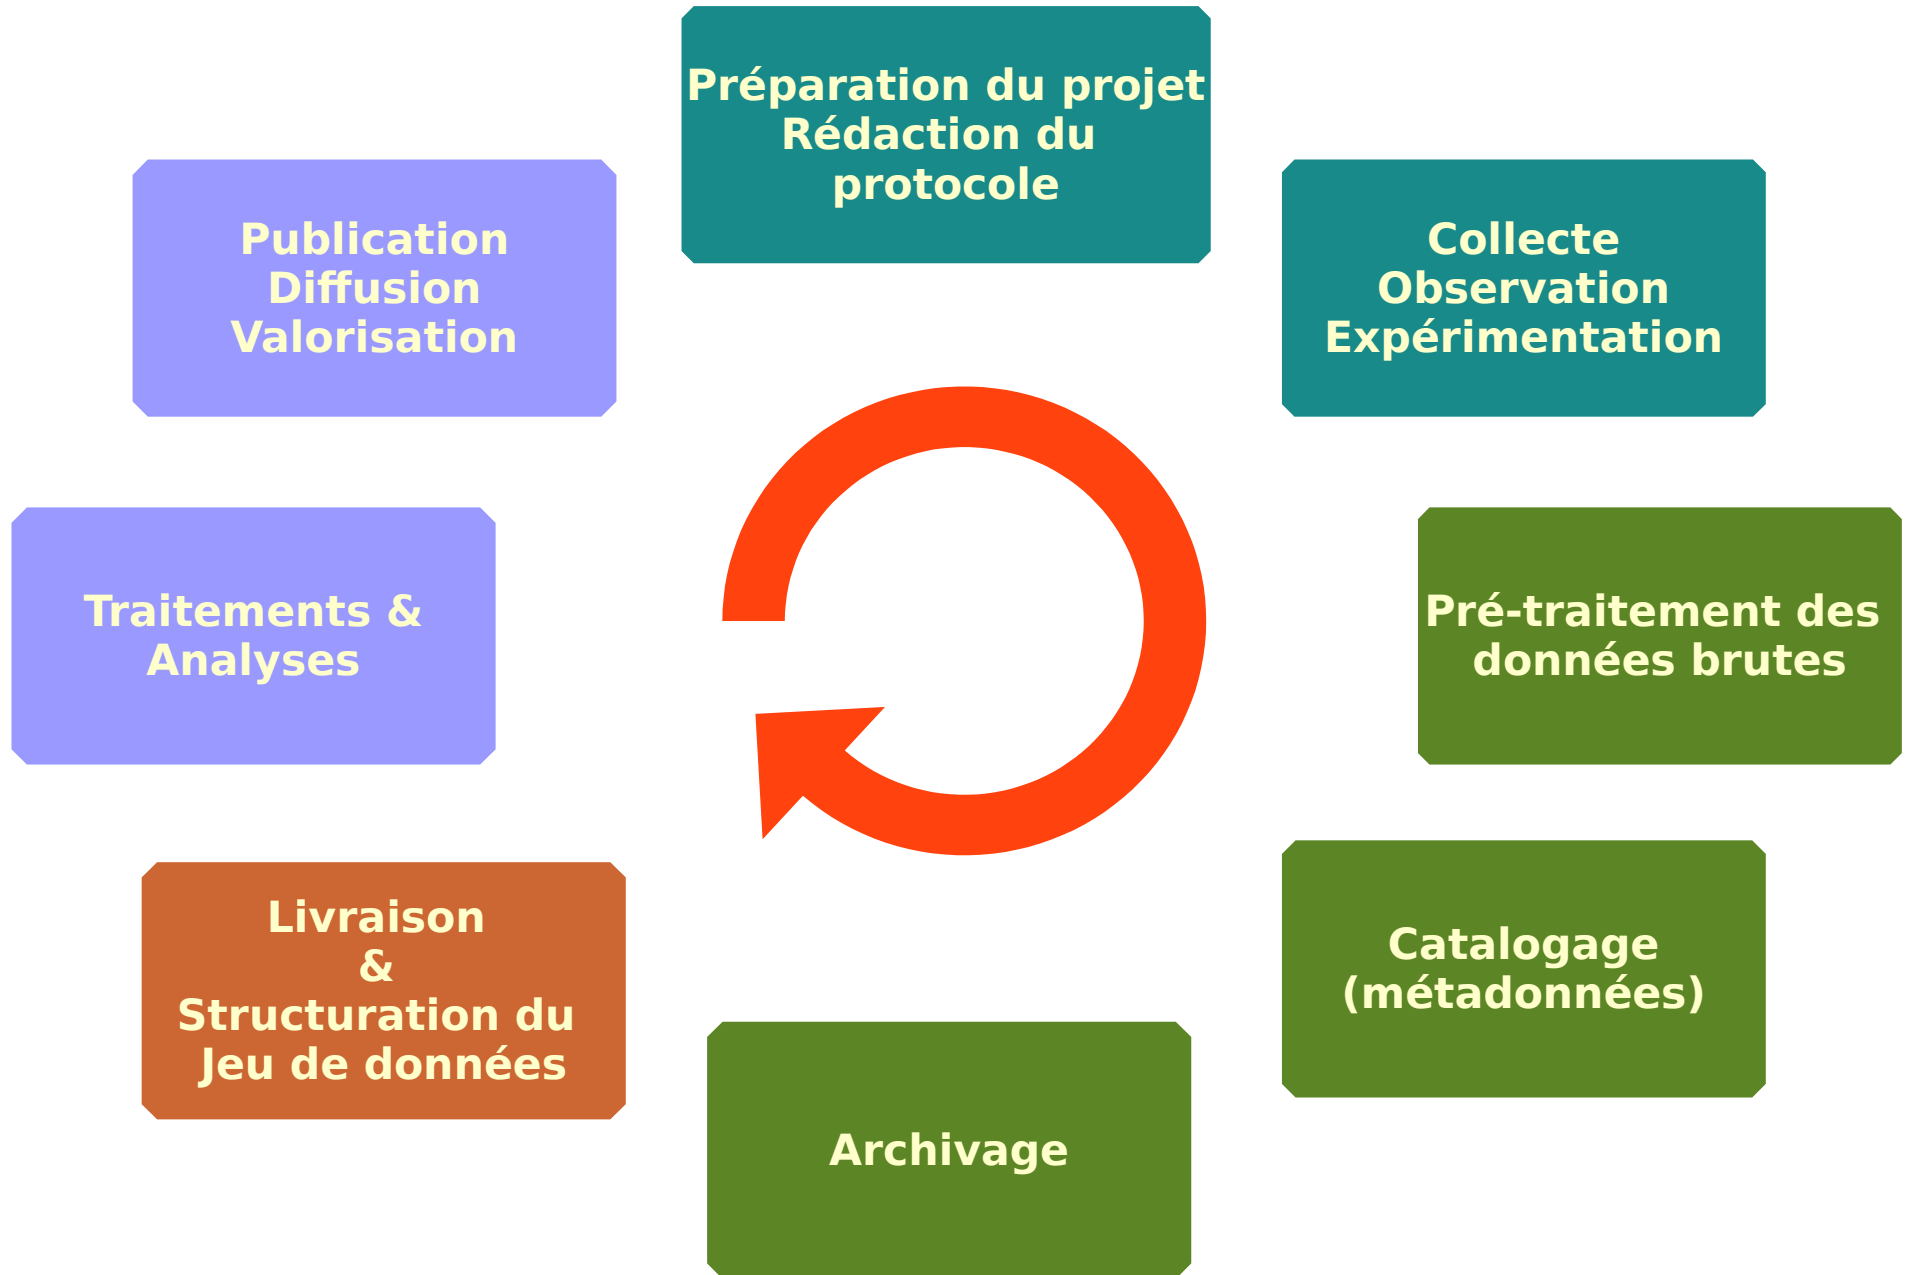 Préparation du projet
Rédaction du
protocole
Collecte
Observation
Expérimentation
Pré-traitement des
données brutes
Catalogage
(métadonnées)
Archivage
Livraison
&
Structuration du
Jeu de données
Traitements &
Analyses
Publication
Diffusion
Valorisation